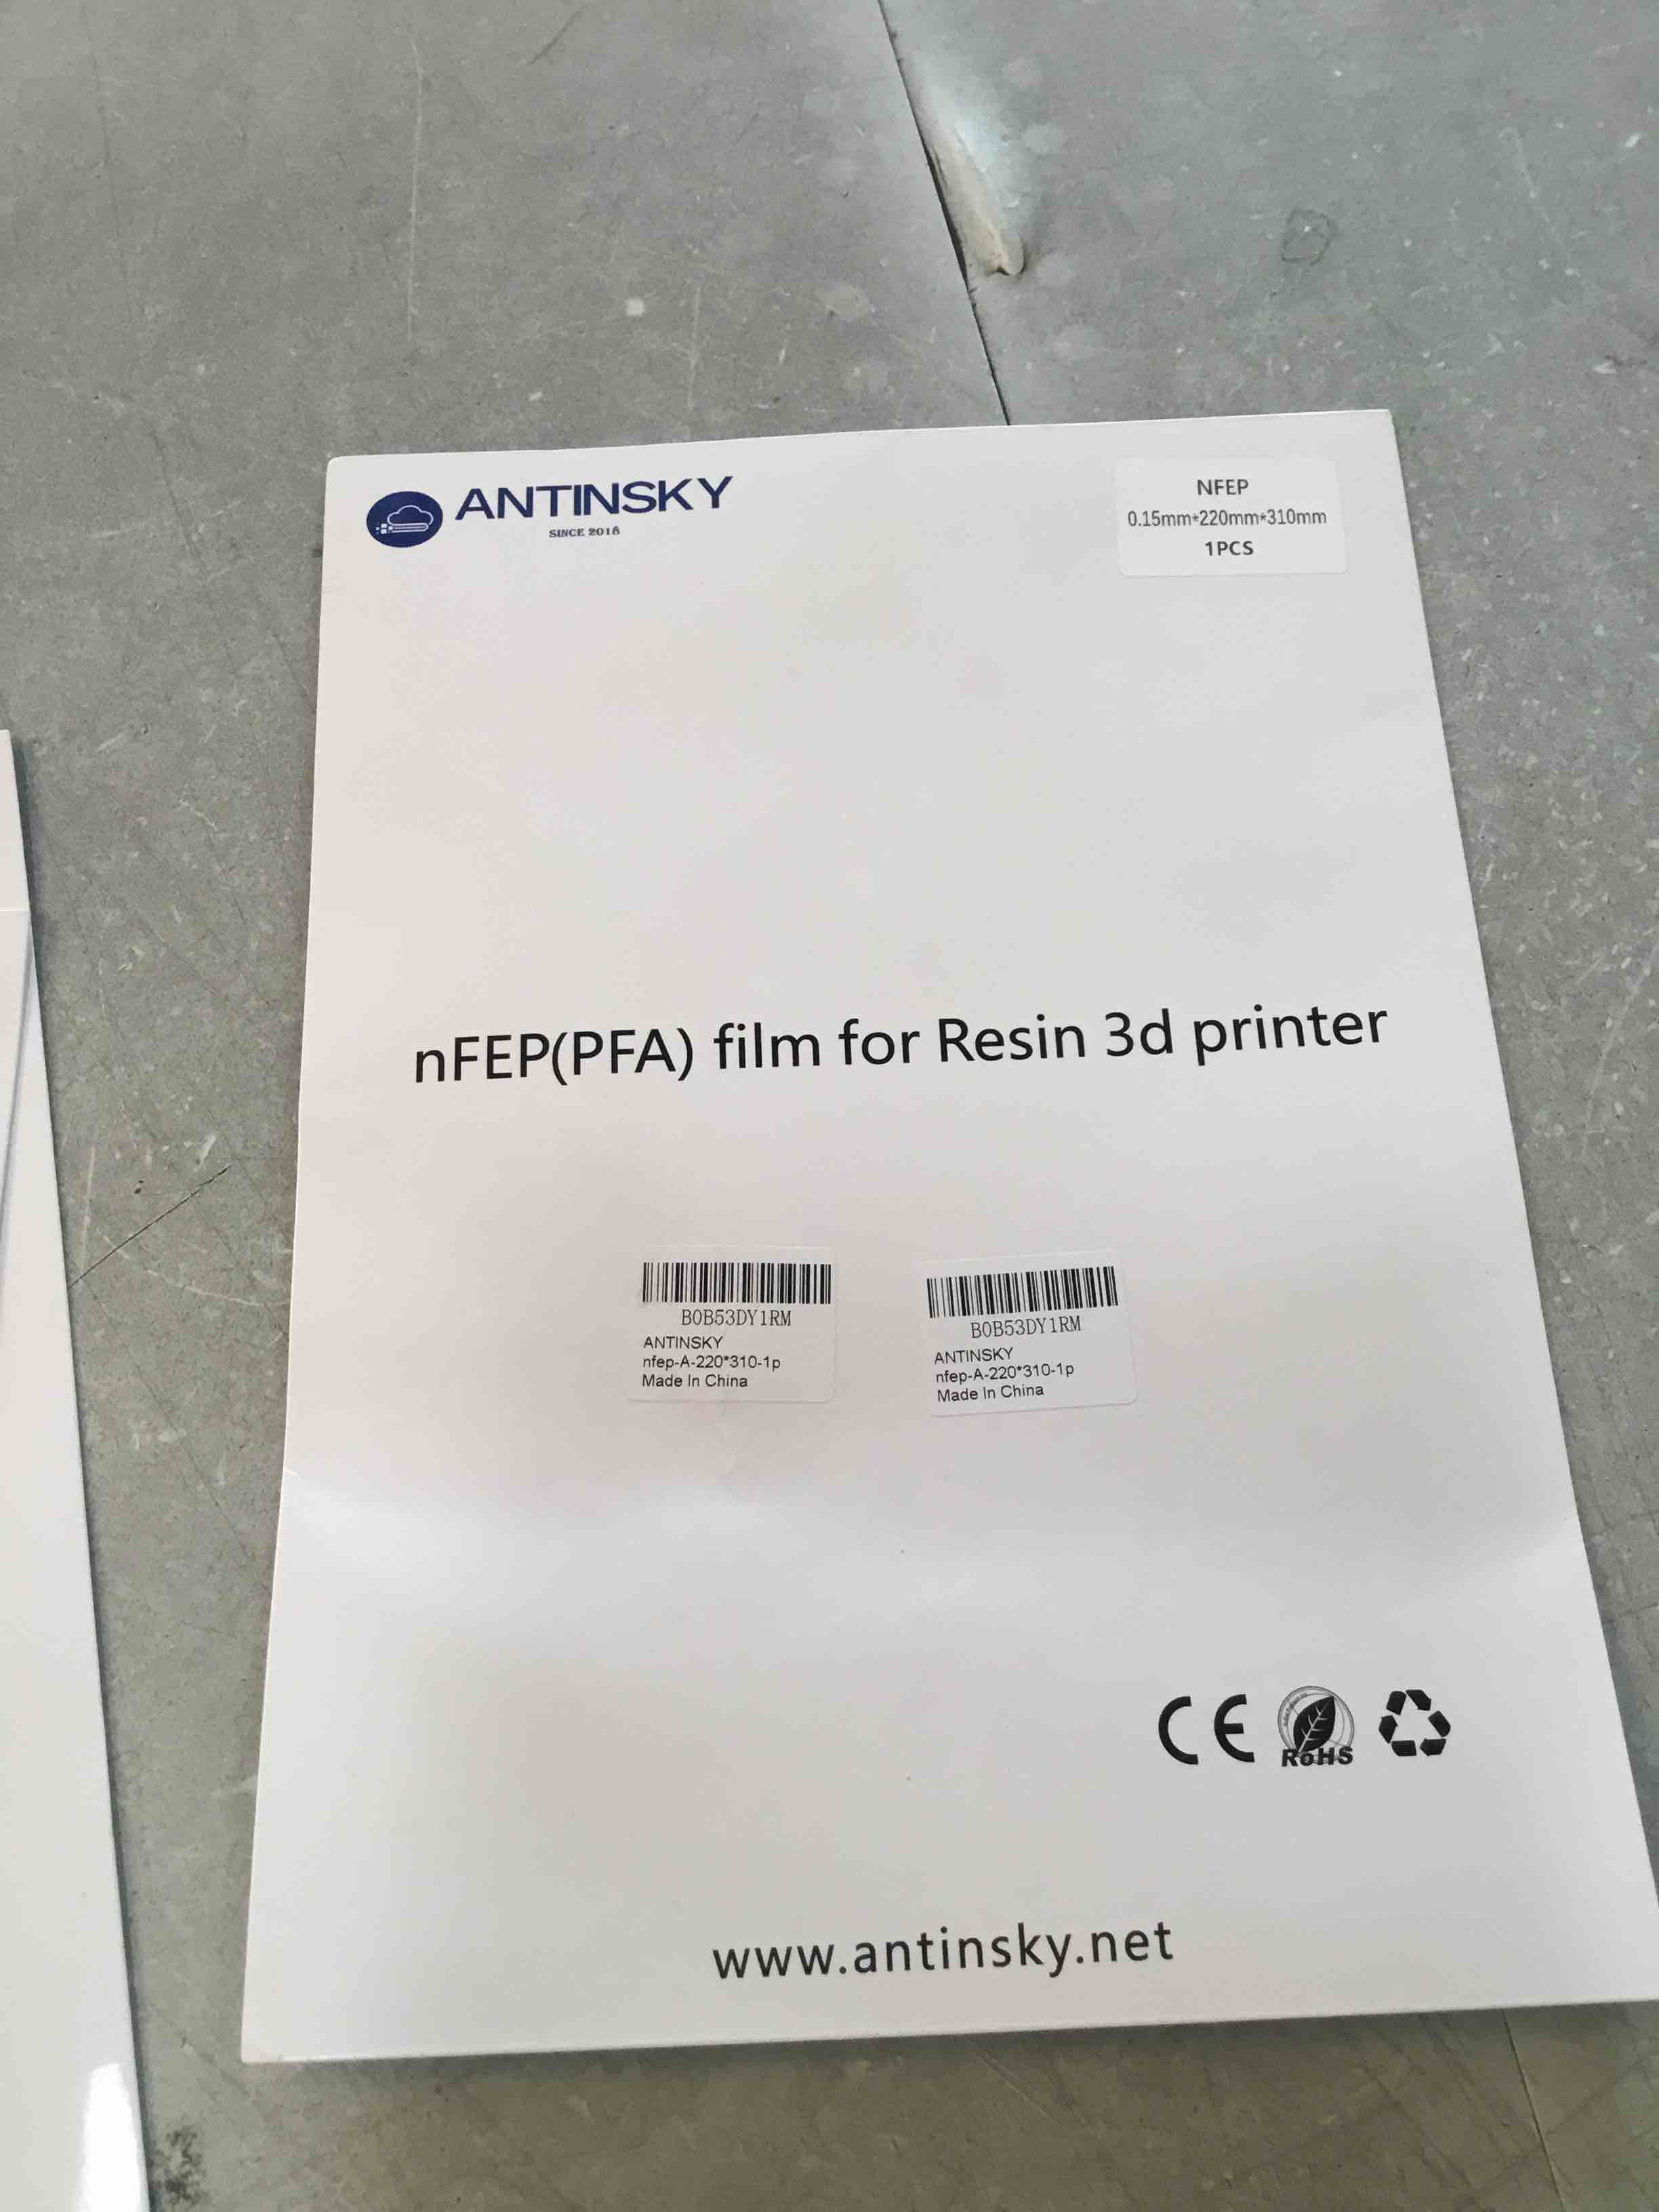 ANTINSKY
SINCE 2018
NFEP
0.15mm*220mm*310mm
1PCS
nFEP(PFA) film for Resin 3d printer
B0B53DY1RM
ANTINSKY
nfep-A-220*310-1p
Made In China
B0B53DY1RM
ANTINSKY
nfep-A-220*310-1p
Made In China
CE
RoHS
www.antinsky.net